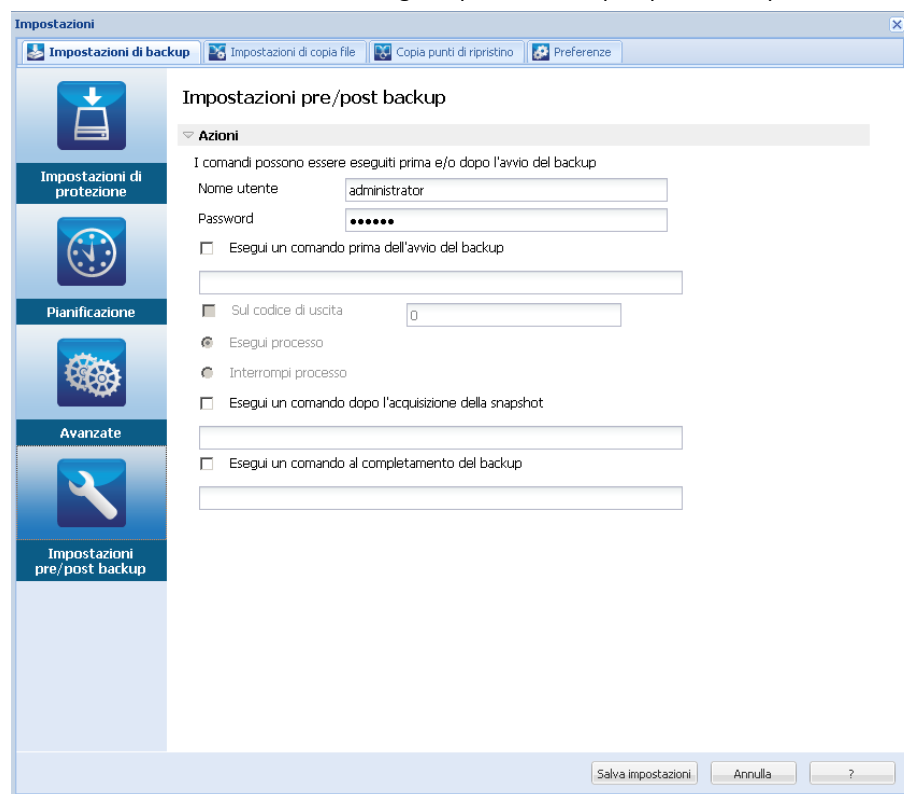 Impostazioni
Impostazioni di backup
Impostazioni di copia file
Copia punti di ripristino
Preferenze
Impostazioni di
protezione
Pianificazione
Avanzate
Impostazioni
pre/post backup
Impostazioni pre/post backup
Azioni
I comandi possono essere eseguiti prima e/o dopo l'avvio del backup
Nome utente
administrator
Password
••••••
Esegui un comando prima dell'avvio del backup
Sul codice di uscita
0
Esegui processo
Interrompi processo
Esegui un comando dopo l'acquisizione della snapshot
Esegui un comando al completamento del backup
Salva impostazioni
Annulla
?